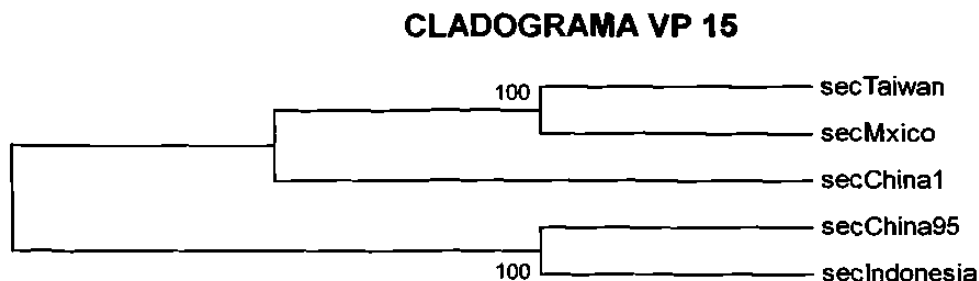 CLADOGRAMA VP 15
100
secTaiwan
secMxico
secChina1
secChina95
100
secIndonesia